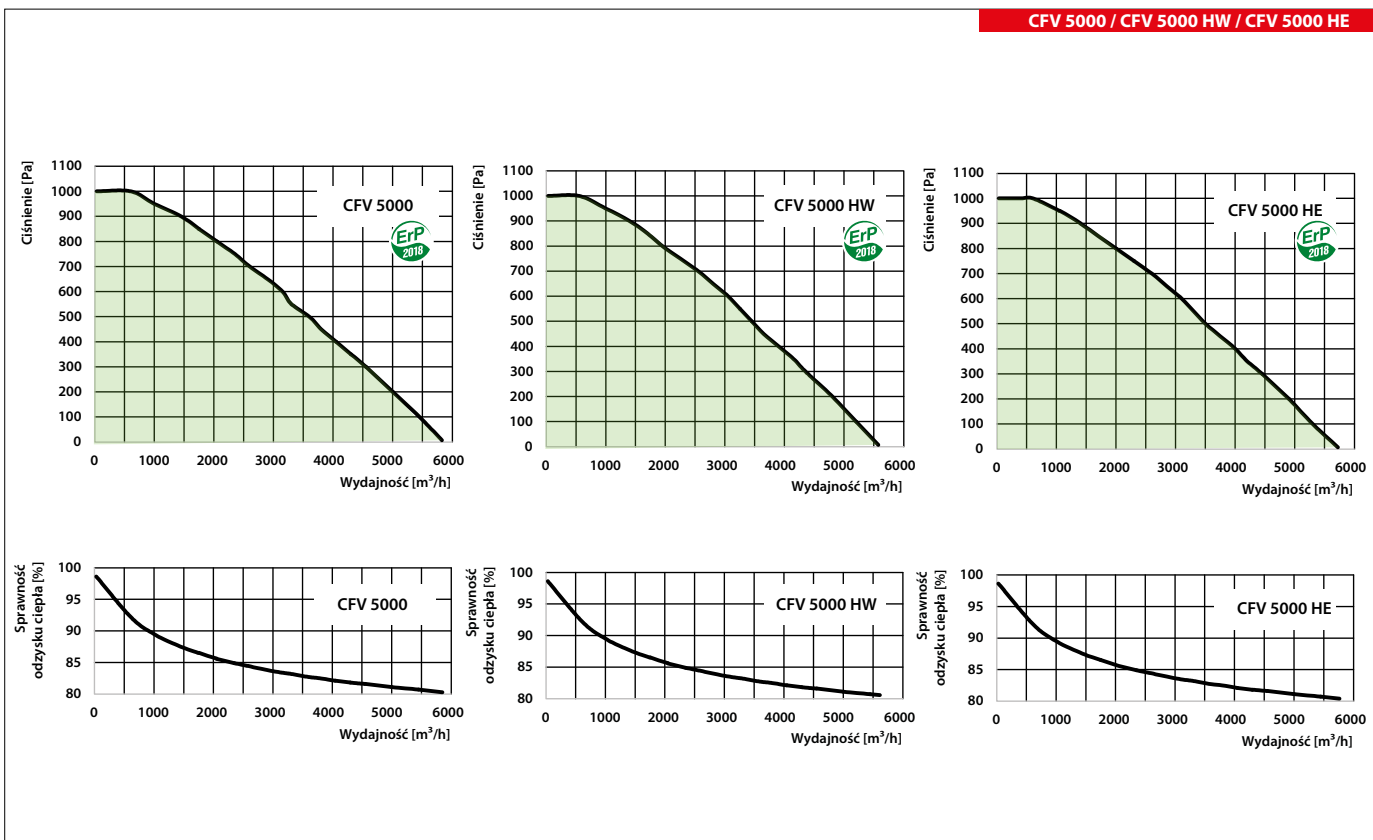 CFV 5000 / CFV 5000 HW / CFV 5000 HE
Ciśnienie [Pa]
1100
1000
900
800
700
600
500
400
300
200
100
0
CFV 5000
ErP
2018
0 1000 2000 3000 4000 5000 6000
Wydajność [m³/h]
Ciśnienie [Pa]
1100
1000
900
800
700
600
500
400
300
200
100
0
CFV 5000 HW
ErP
2018
0 1000 2000 3000 4000 5000 6000
Wydajność [m³/h]
Ciśnienie [Pa]
1100
1000
900
800
700
600
500
400
300
200
100
0
CFV 5000 HE
ErP
2018
0 1000 2000 3000 4000 5000 6000
Wydajność [m³/h]
Sprawność
odzysku ciepła [%]
100
95
90
85
80
CFV 5000
0 1000 2000 3000 4000 5000 6000
Wydajność [m³/h]
Sprawność
odzysku ciepła [%]
100
95
90
85
80
CFV 5000 HW
0 1000 2000 3000 4000 5000 6000
Wydajność [m³/h]
Sprawność
odzysku ciepła [%]
100
95
90
85
80
CFV 5000 HE
0 1000 2000 3000 4000 5000 6000
Wydajność [m³/h]